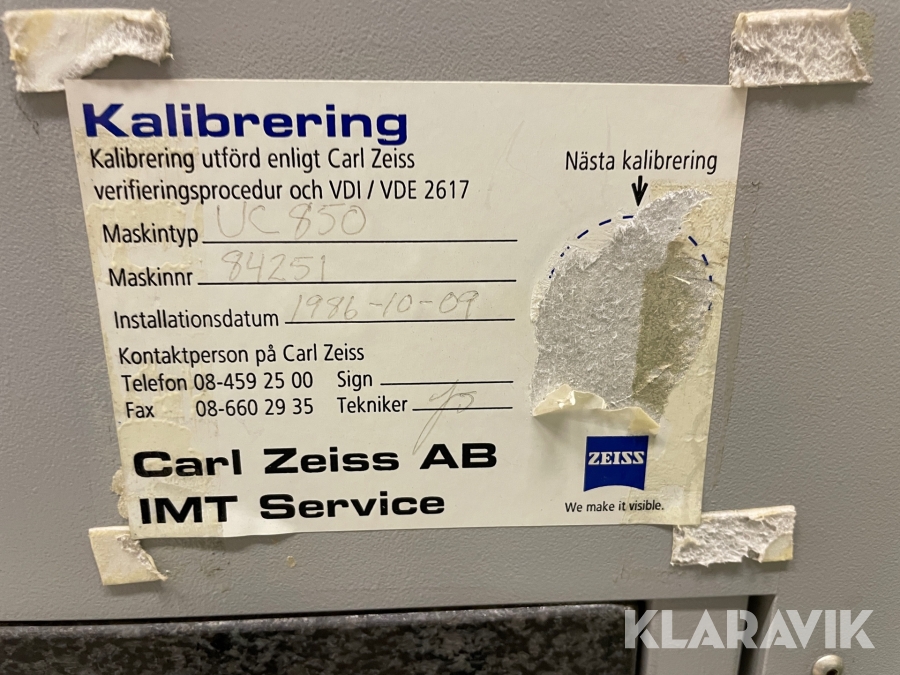 Kalibrering
Kalibrering utförd enligt Carl Zeiss
verifieringsprocedur och VDI / VDE 2617
Nästa kalibrering
Maskintyp UC 850
Maskinnr 84251
Installationsdatum 1986-10-09
Kontaktperson på Carl Zeiss
Telefon 08-459 25 00 Sign
Fax 08-660 29 35 Tekniker
Carl Zeiss AB
IMT Service
ZEISS
We make it visible.
KLARAVIK